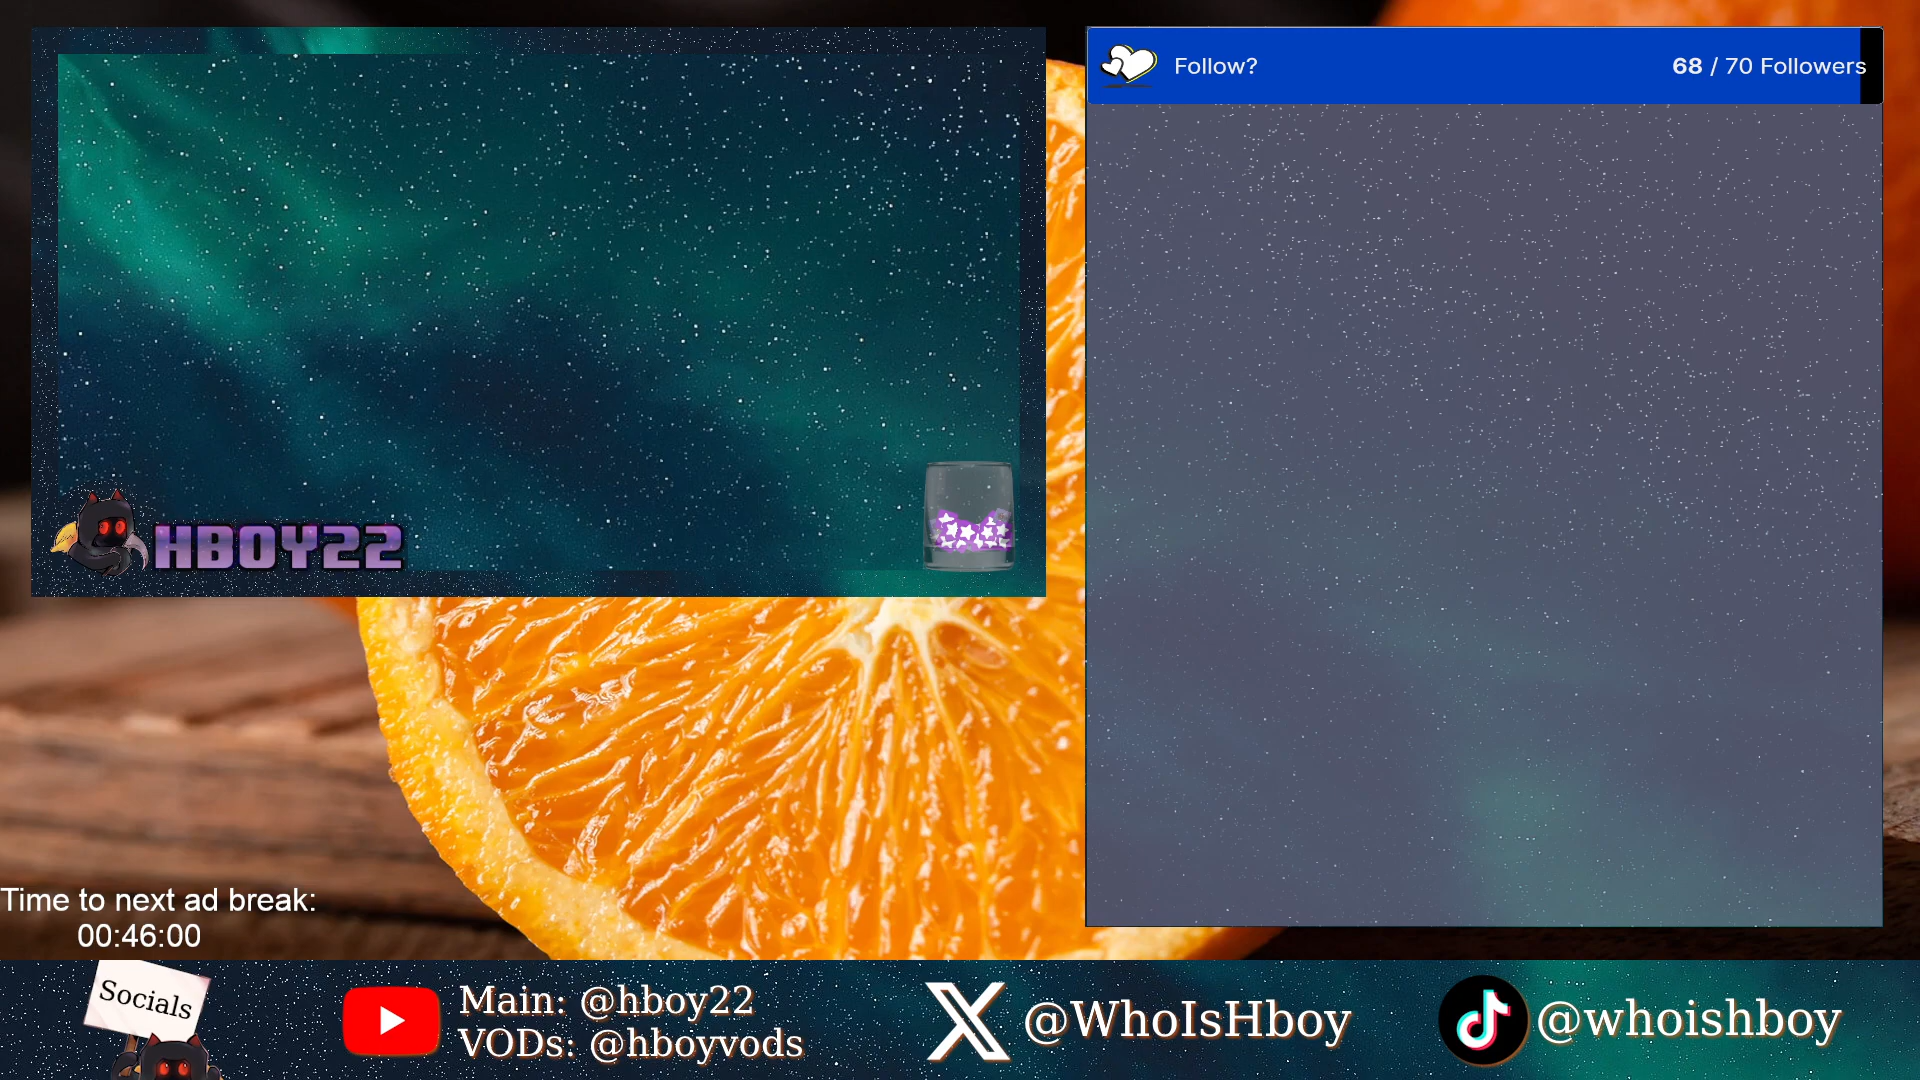 Follow?
68 / 70 Followers
HBOY22
Time to next ad break:
00:46:00
Socials
Main: @hboy22
VODs: @hboyvods
@WhoIsHboy
@whoishboy